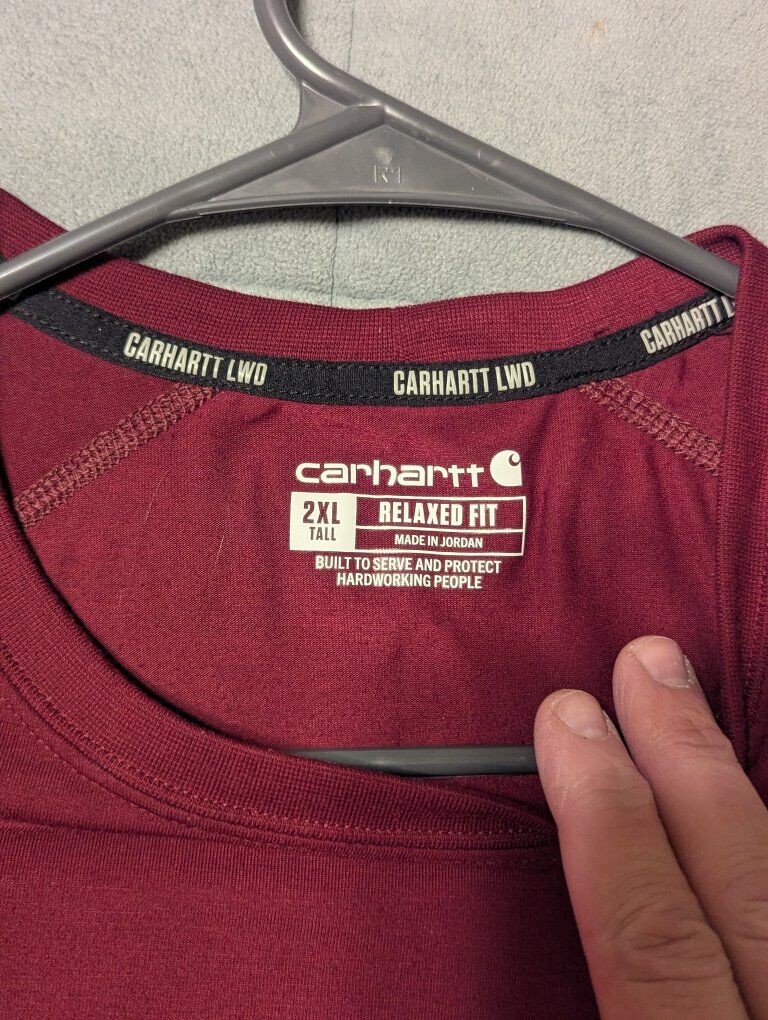 CARHARTT LWD
CARHARTT LWD
CARHARTT L
carhartt
2XL
TALL
RELAXED FIT
MADE IN JORDAN
BUILT TO SERVE AND PROTECT
HARDWORKING PEOPLE